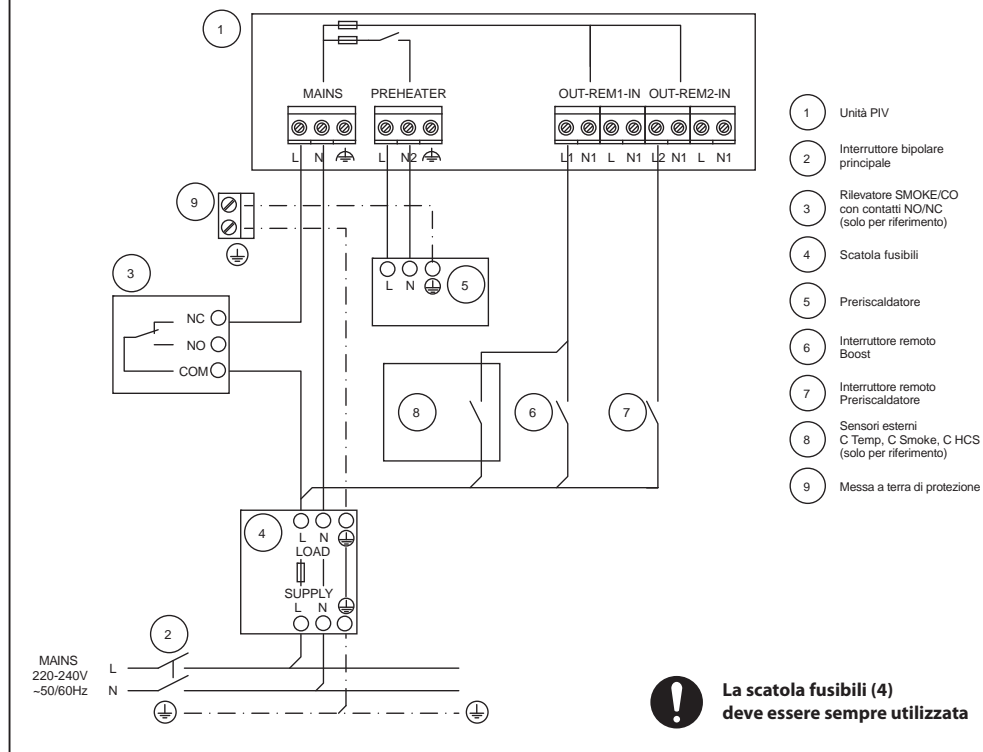 1
MAINS PREHEATER OUT-REM1-IN OUT-REM2-IN
L N L N2 L1 N1 L N1 L2 N1 L N1
9
3
NC
NO
COM
L N 5
8 6 7
4
L N
LOAD
SUPPLY
L N
2
MAINS
220-240V
~50/60Hz
L
N
1 Unità PIV
2 Interruttore bipolare
principale
3 Rilevatore SMOKE/CO
con contatti NO/NC
(solo per riferimento)
4 Scatola fusibili
5 Preriscaldatore
6 Interruttore remoto
Boost
7 Interruttore remoto
Preriscaldatore
8 Sensori esterni
C Temp, C Smoke, C HCS
(solo per riferimento)
9 Messa a terra di protezione
La scatola fusibili (4)
deve essere sempre utilizzata